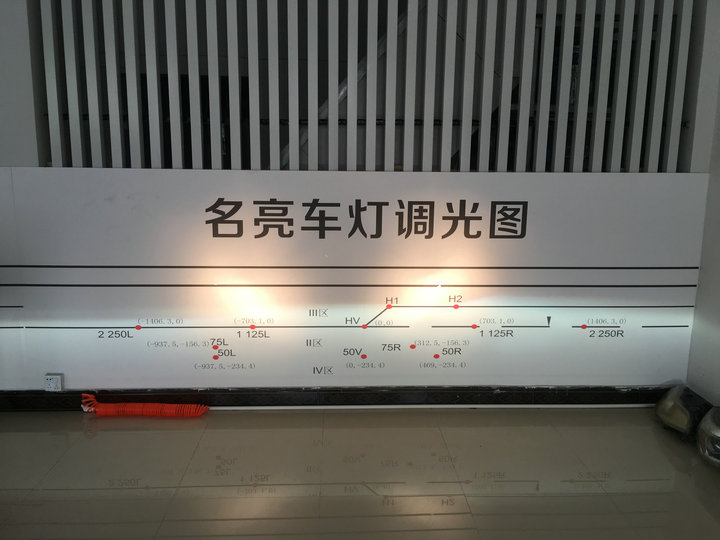 名亮车灯调光图
H1 H2
(-1406.3,0) (-703.1,0) III区 HV (0,0) (703.1,0) (1406.3,0)
2 250L 1 125L 1 125R 2 250R
(-937.5,-156.3) 75L II区 75R (312.5,-156.3)
50L 50V 50R
(-937.5,-234.4) IV区 (0,-234.4) (469,-234.4)